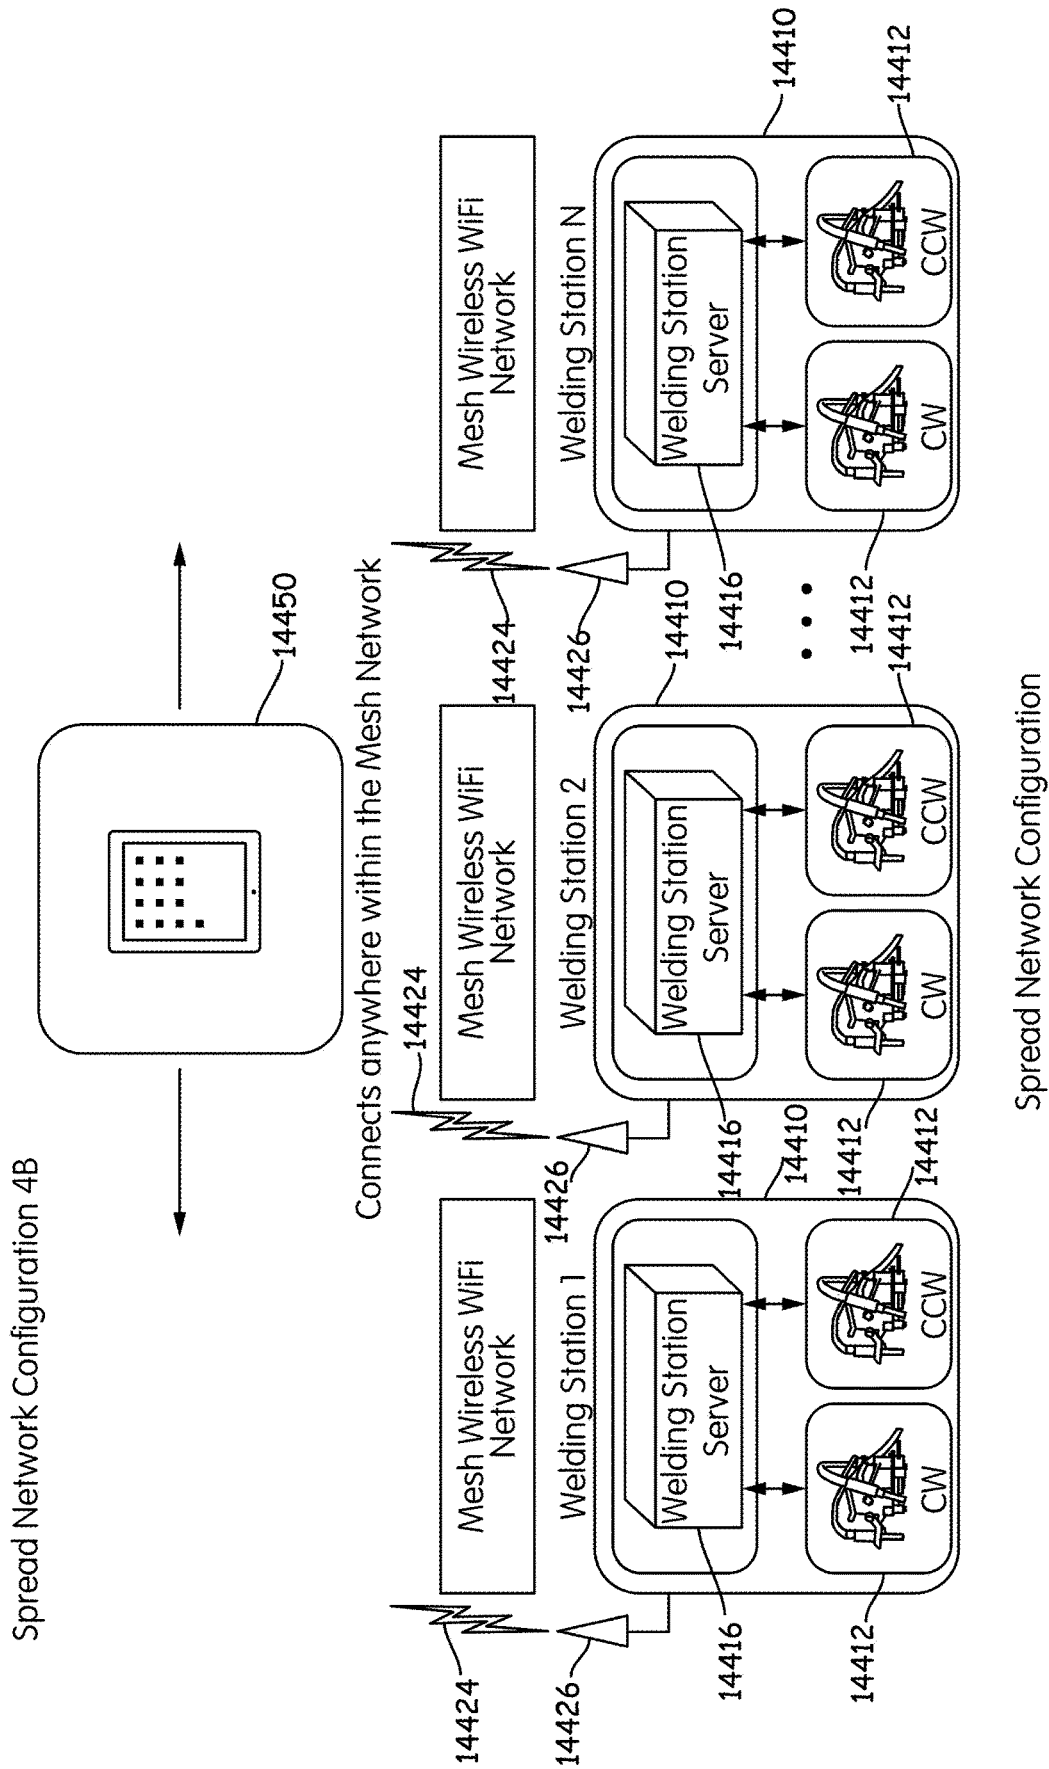 Spread Network Configuration 4B
14450
Connects anywhere within the Mesh Network
14424
14424
14424
Mesh Wireless WiFi
Network
Mesh Wireless WiFi
Network
Mesh Wireless WiFi
Network
14426
14426
14426
Welding Station 1
Welding Station 2
Welding Station N
14410
14410
14410
Welding Station
Server
Welding Station
Server
Welding Station
Server
14416
14416
14416
14412
14412
14412
14412
14412
14412
CW
CCW
CW
CCW
CW
CCW
Spread Network Configuration